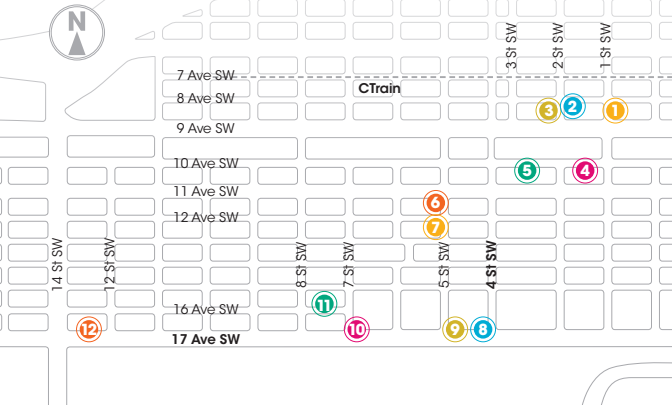 N
3 St SW
2 St SW
1 St SW
7 Ave SW
CTrain
8 Ave SW
3
2
1
9 Ave SW
10 Ave SW
5
4
11 Ave SW
6
12 Ave SW
7
14 St SW
12 St SW
8 St SW
7 St SW
5 St SW
4 St SW
11
16 Ave SW
12
10
9
8
17 Ave SW